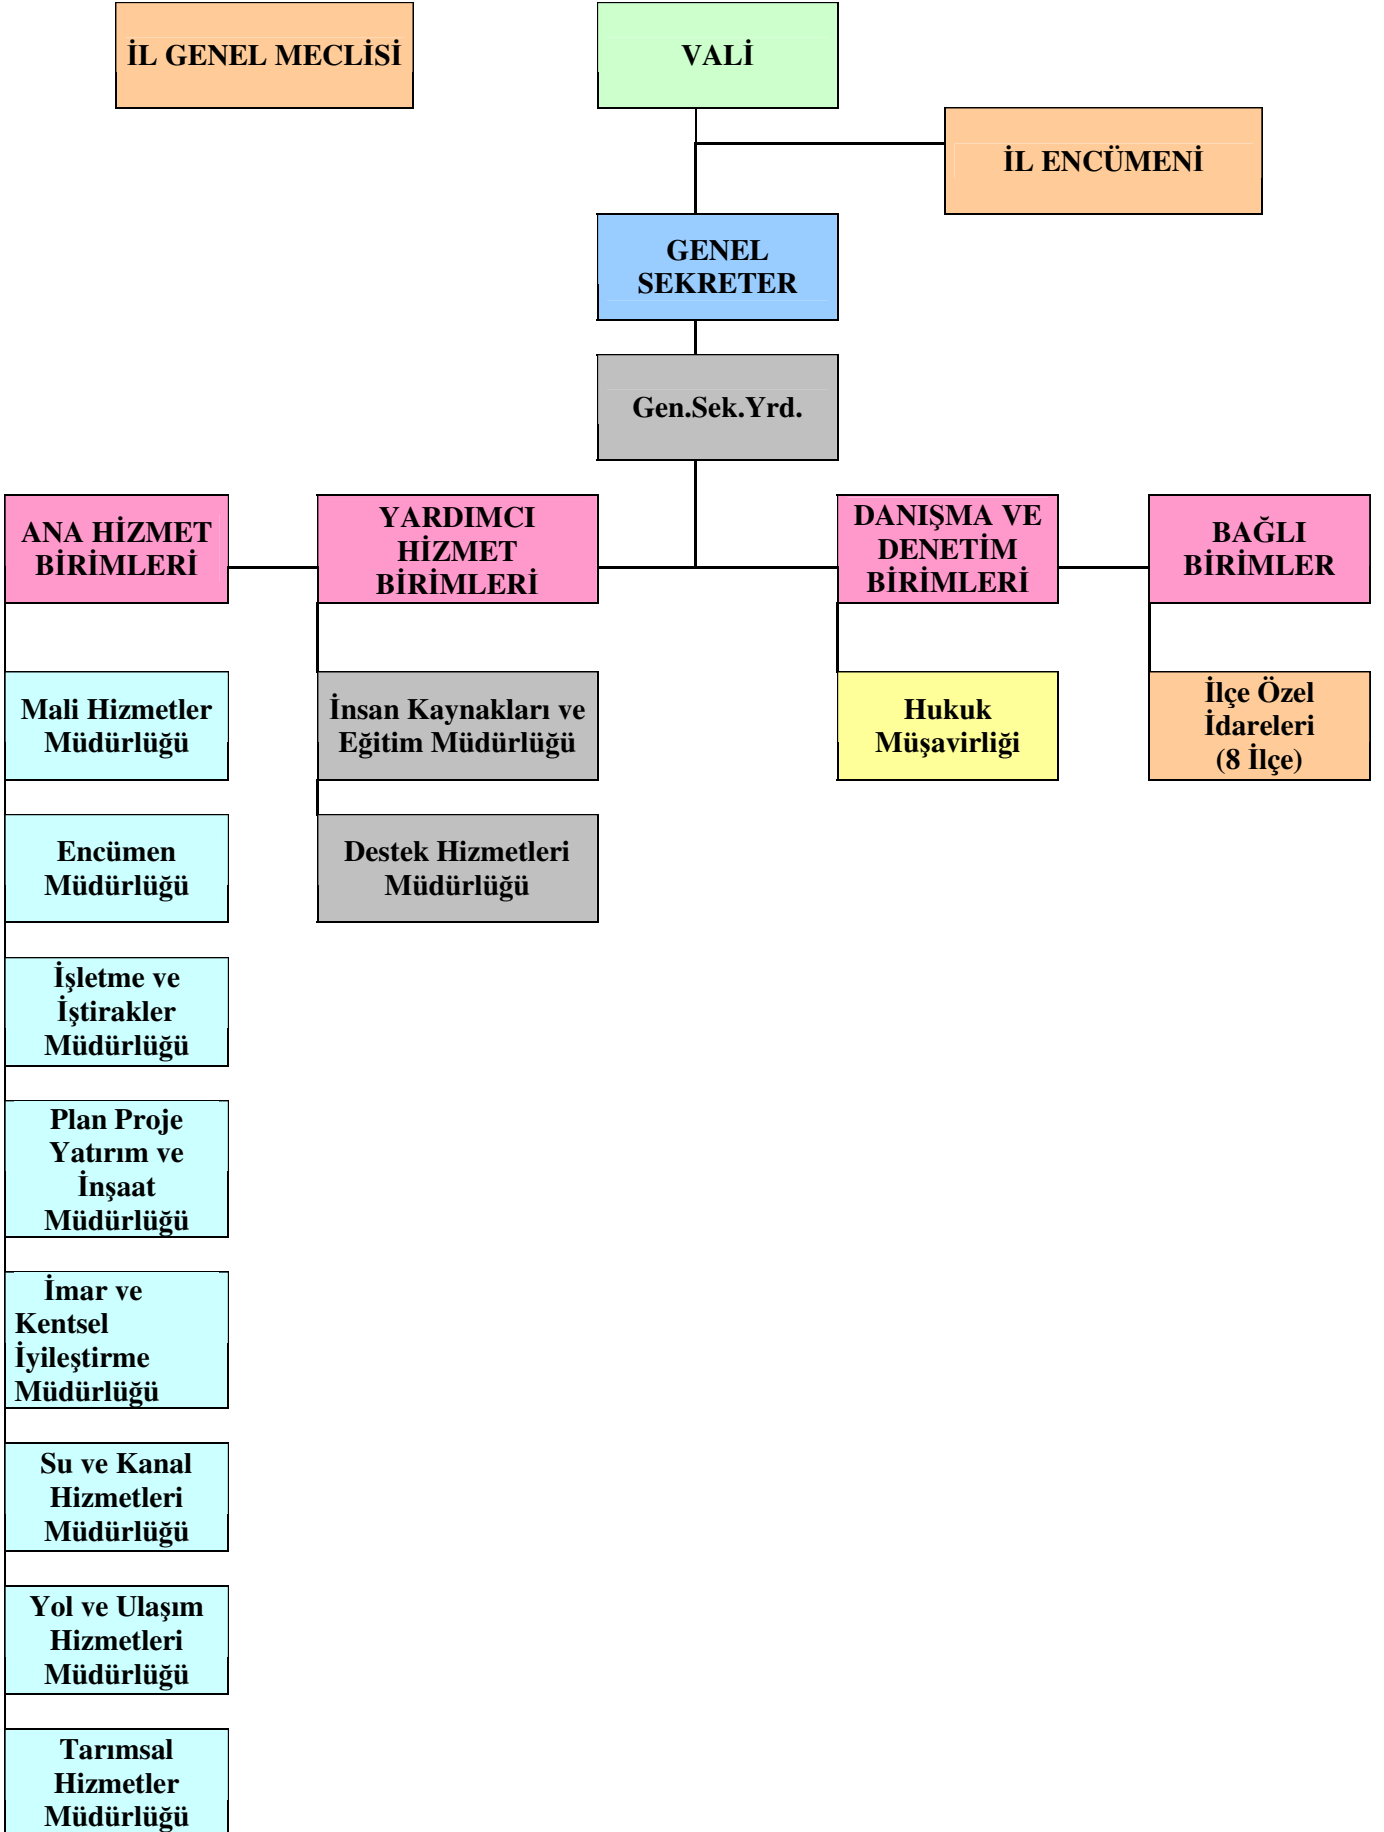 İL GENEL MECLİSİ
VALİ
İL ENCÜMENİ
GENEL
SEKRETER
Gen.Sek.Yrd.
ANA HİZMET
BİRİMLERİ
YARDIMCI
HİZMET
BİRİMLERİ
DANIŞMA VE
DENETİM
BİRİMLERİ
BAĞLI
BİRİMLER
Mali Hizmetler
Müdürlüğü
İnsan Kaynakları ve
Eğitim Müdürlüğü
Hukuk
Müşavirliği
İlçe Özel
İdareleri
(8 İlçe)
Encümen
Müdürlüğü
Destek Hizmetleri
Müdürlüğü
İşletme ve
İştirakler
Müdürlüğü
Plan Proje
Yatırım ve
İnşaat
Müdürlüğü
İmar ve
Kentsel
İyileştirme
Müdürlüğü
Su ve Kanal
Hizmetleri
Müdürlüğü
Yol ve Ulaşım
Hizmetleri
Müdürlüğü
Tarımsal
Hizmetler
Müdürlüğü